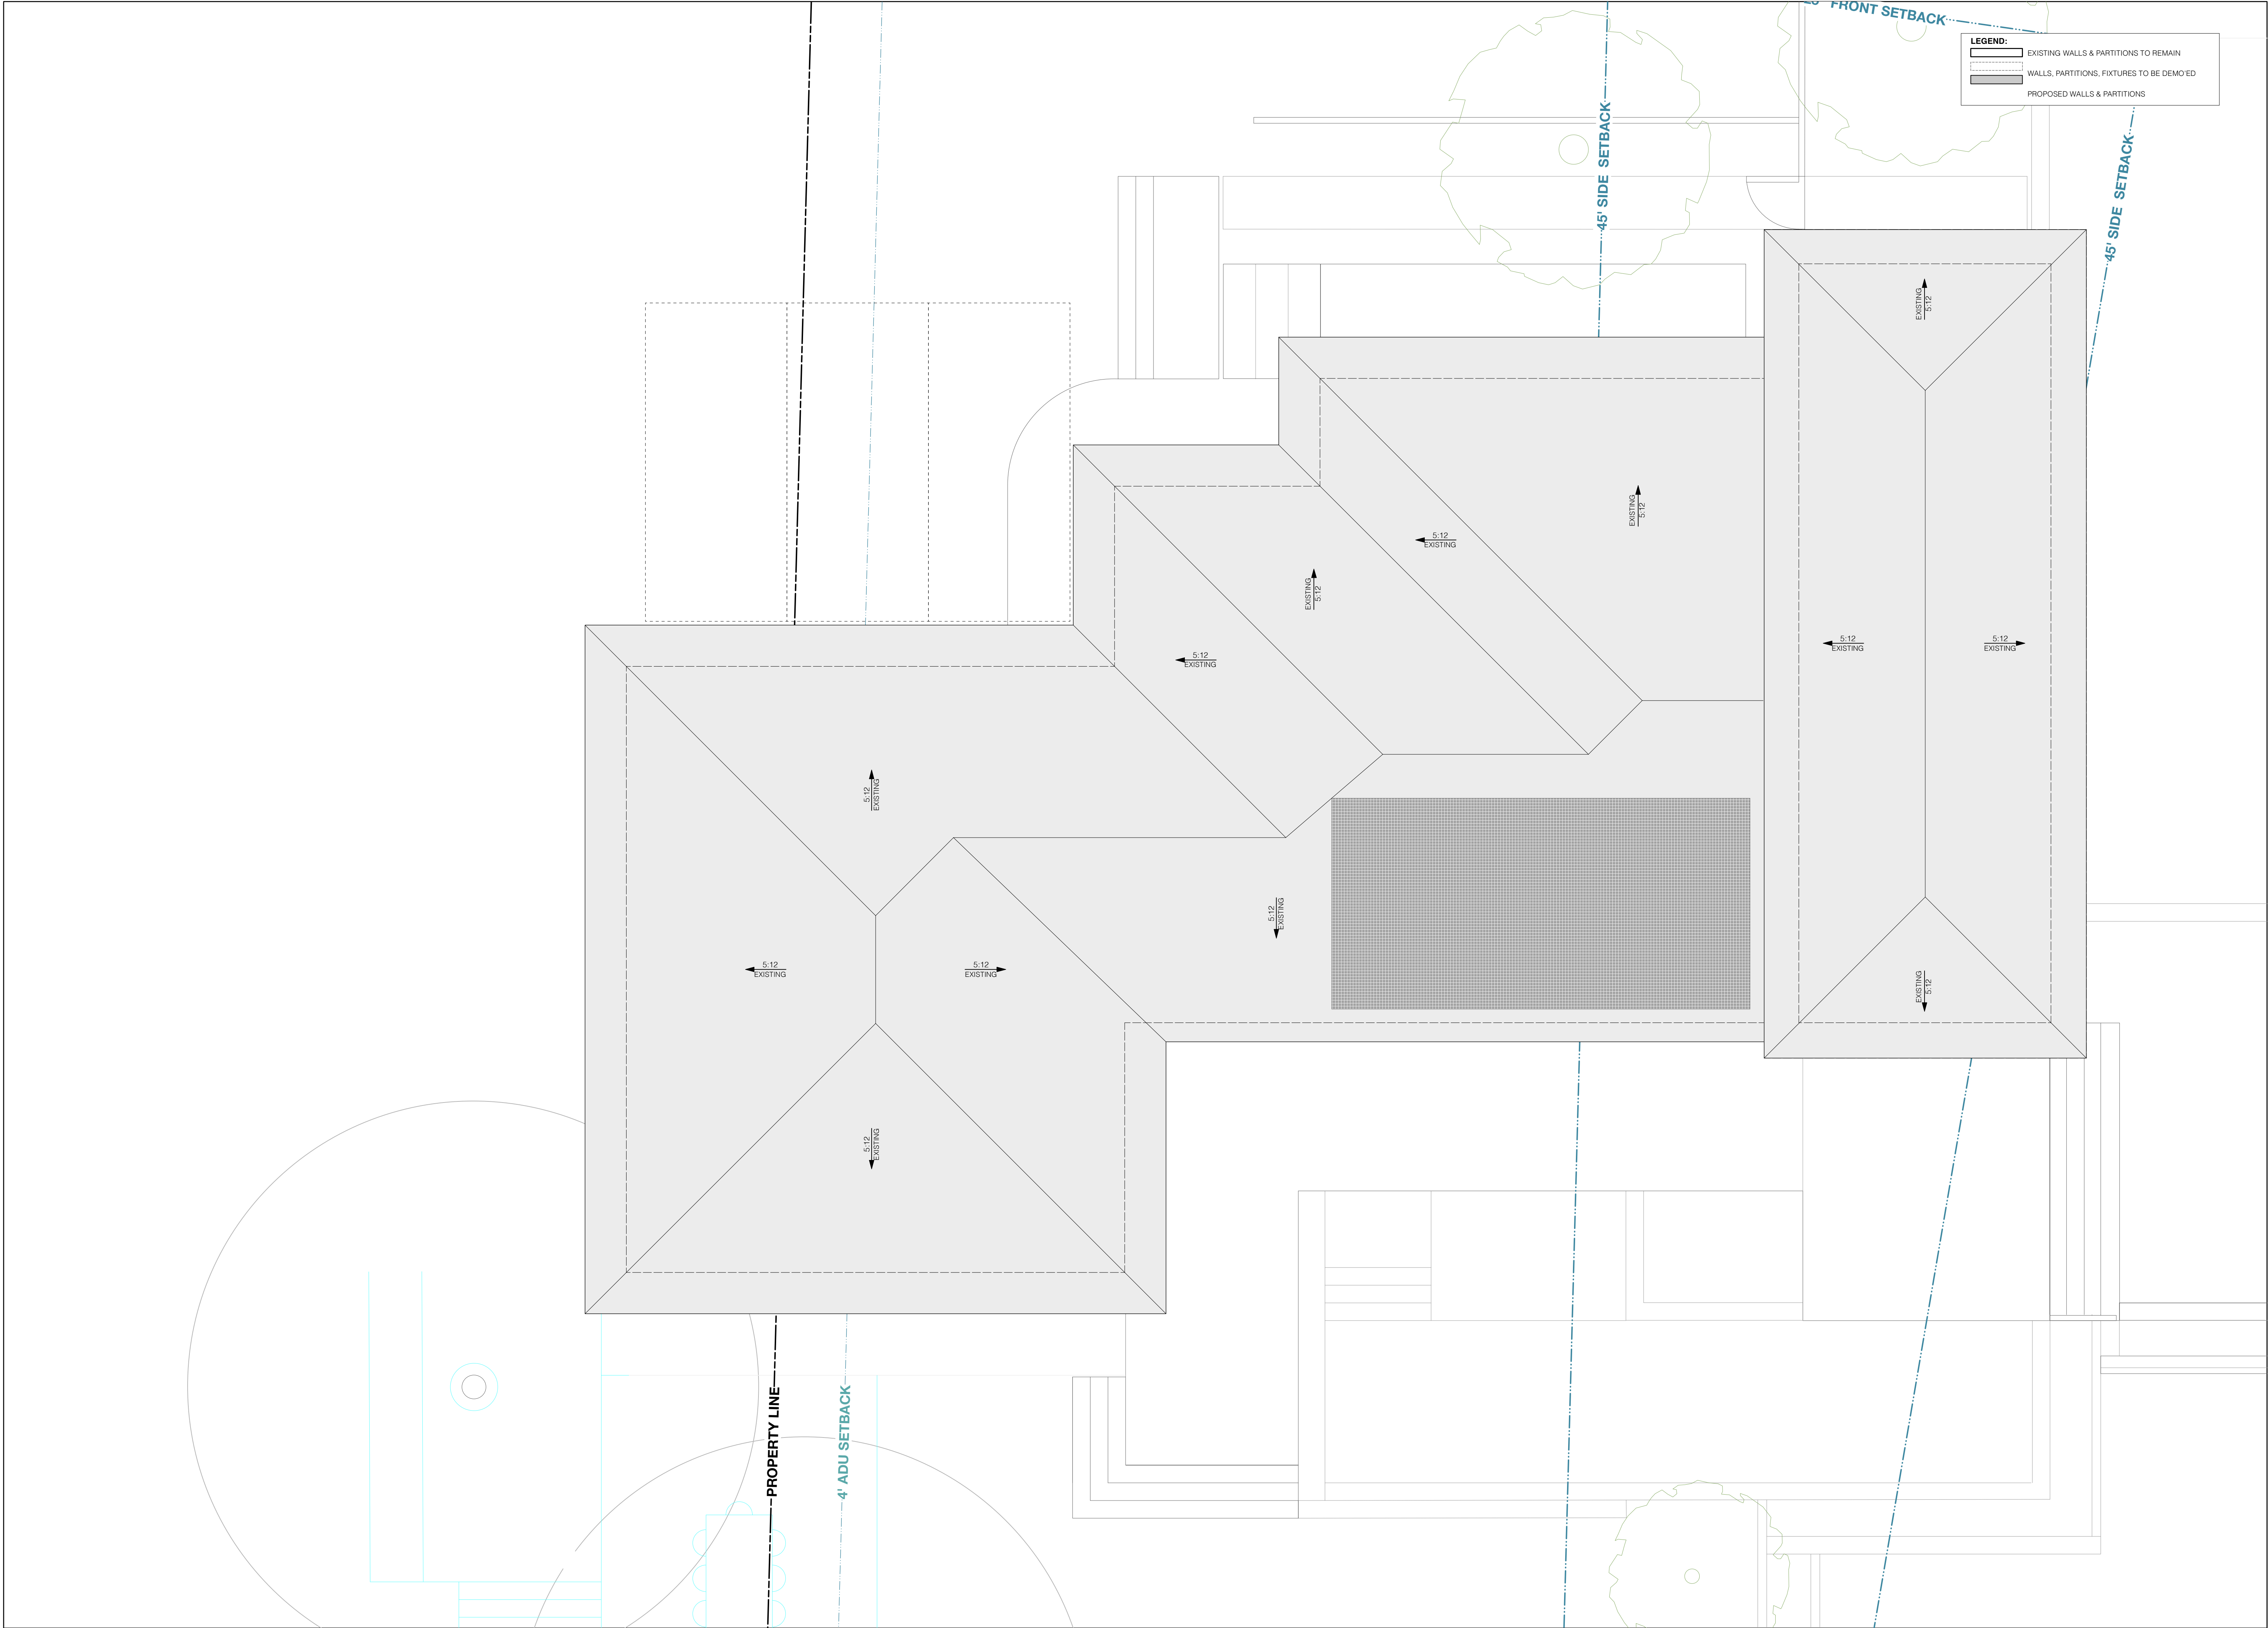 FRONT SETBACK
LEGEND:
EXISTING WALLS & PARTITIONS TO REMAIN
WALLS, PARTITIONS, FIXTURES TO BE DEMO'ED
PROPOSED WALLS & PARTITIONS
45' SIDE SETBACK
45' SIDE SETBACK
EXISTING
5:12
EXISTING
5:12
5:12
EXISTING
EXISTING
5:12
5:12
EXISTING
5:12
EXISTING
5:12
EXISTING
5:12
EXISTING
5:12
EXISTING
5:12
EXISTING
5:12
EXISTING
EXISTING
5:12
5:12
EXISTING
PROPERTY LINE
4' ADU SETBACK